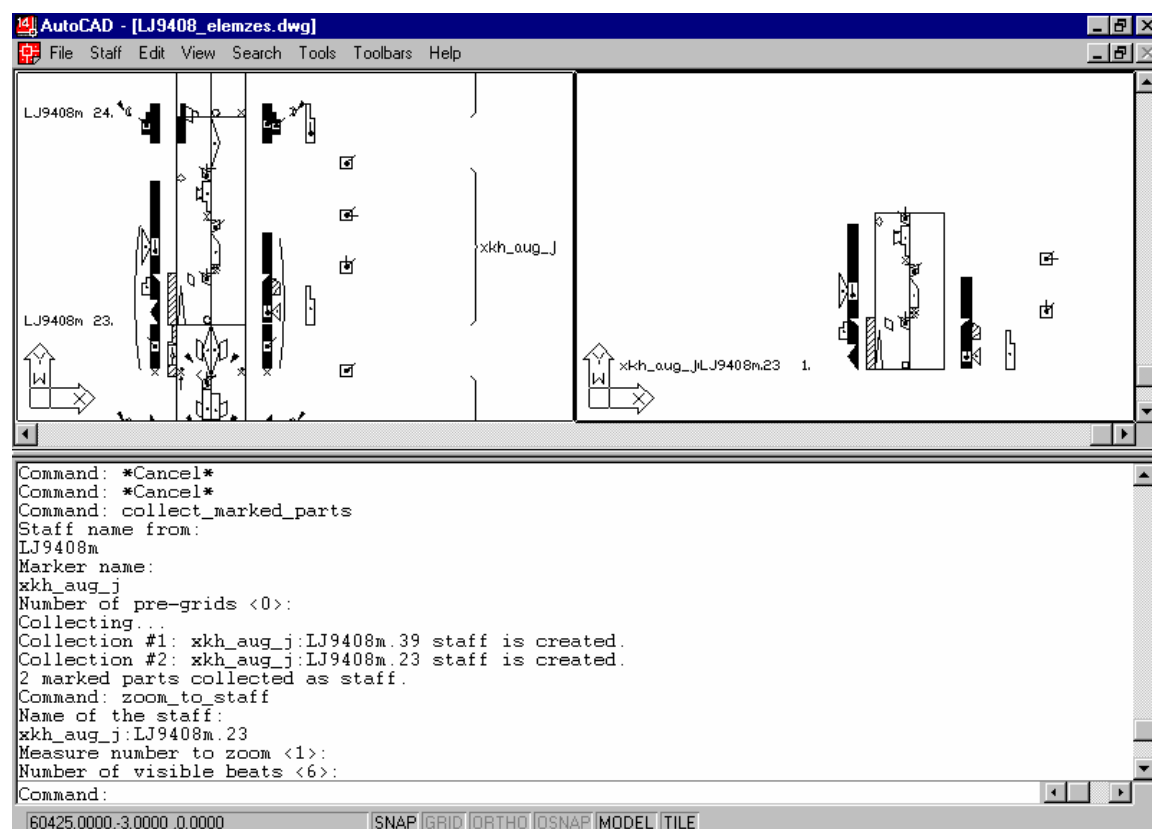 14 AutoCAD - [LJ9408_elemzes.dwg]
File Staff Edit View Search Tools Toolbars Help
LJ9408m 24.
xkh_aug_j
LJ9408m 23.
Y
W
X
xkh_aug_j:LJ9408m.23 1.
Y
W
X
Command: *Cancel*
Command: *Cancel*
Command: collect_marked_parts
Staff name from:
LJ9408m
Marker name:
xkh_aug_j
Number of pre-grids <0>:
Collecting...
Collection #1: xkh_aug_j:LJ9408m.39 staff is created.
Collection #2: xkh_aug_j:LJ9408m.23 staff is created.
2 marked parts collected as staff.
Command: zoom_to_staff
Name of the staff:
xkh_aug_j:LJ9408m.23
Measure number to zoom <1>:
Number of visible beats <6>:
Command:
60425.0000,-3.0000 ,0.0000 SNAP GRID ORTHO OSNAP MODEL TILE